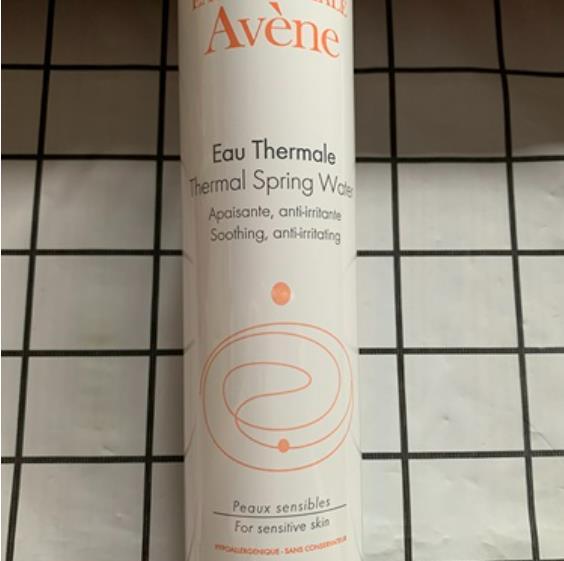 Avène
Eau Thermale
Thermal Spring Water
Apaisante, anti-irritante
Soothing, anti-irritating
Peaux sensibles
For sensitive skin
HYPOALLERGENIQUE - SANS CONSERVATEUR